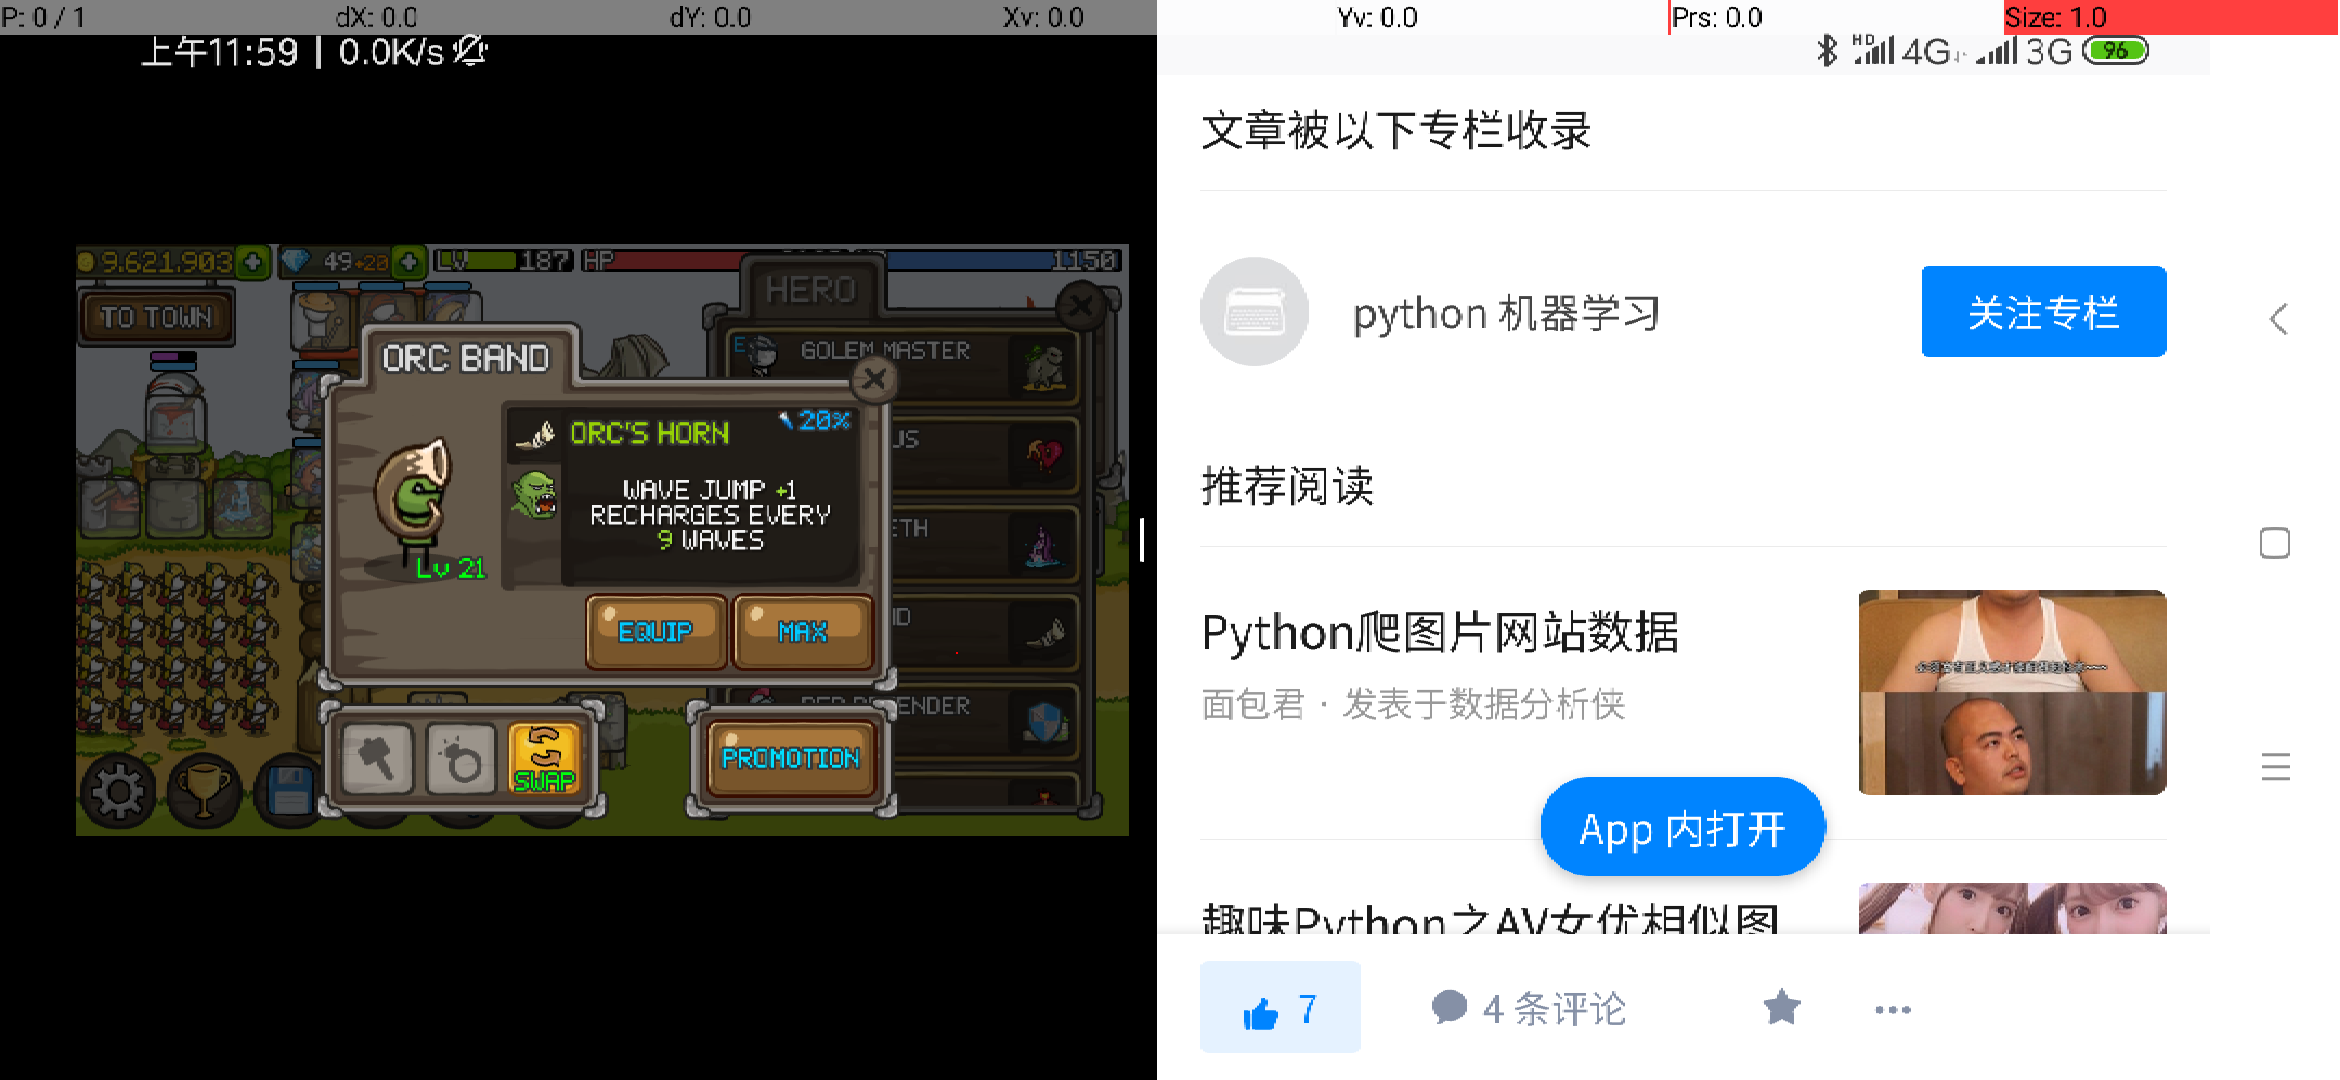 P: 0 / 1 dX: 0.0 dY: 0.0 Xv: 0.0 Yv: 0.0 Prs: 0.0 Size: 1.0
上午11:59 | 0.0K/s
HD 4G 3G 96
9.621.903 49+20 LV 187 HP 1150
TO TOWN
HERO
GOLEM MASTER
ORC BAND
ORC'S HORN 20%
WAVE JUMP +1
RECHARGES EVERY
9 WAVES
Lv 21
EQUIP MAX
SWAP
PROMOTION
文章被以下专栏收录
python 机器学习
关注专栏
推荐阅读
Python爬图片网站数据
面包君 · 发表于数据分析侠
App 内打开
趣味Python之AV女优相似图
7
4 条评论